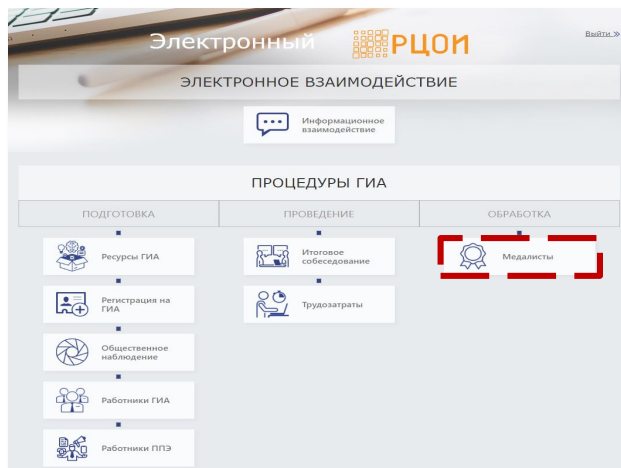 Электронный РЦОИ
Выйти »
ЭЛЕКТРОННОЕ ВЗАИМОДЕЙСТВИЕ
Информационное
взаимодействие
ПРОЦЕДУРЫ ГИА
ПОДГОТОВКА
ПРОВЕДЕНИЕ
ОБРАБОТКА
Ресурсы ГИА
Итоговое
собеседование
Медалисты
Регистрация на
ГИА
Трудозатраты
Общественное
наблюдение
Работники ГИА
Работники ППЭ